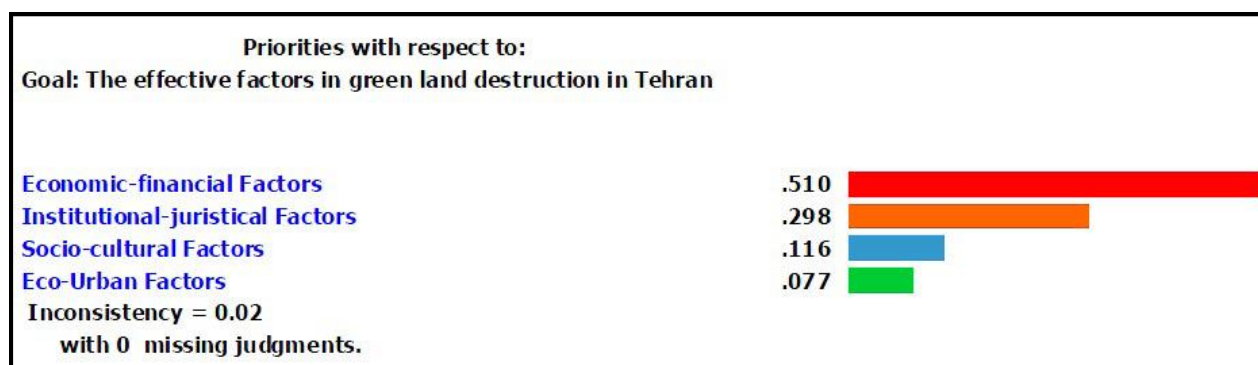 Priorities with respect to:
Goal: The effective factors in green land destruction in Tehran
Economic-financial Factors .510
Institutional-juristical Factors .298
Socio-cultural Factors .116
Eco-Urban Factors .077
Inconsistency = 0.02
with 0 missing judgments.